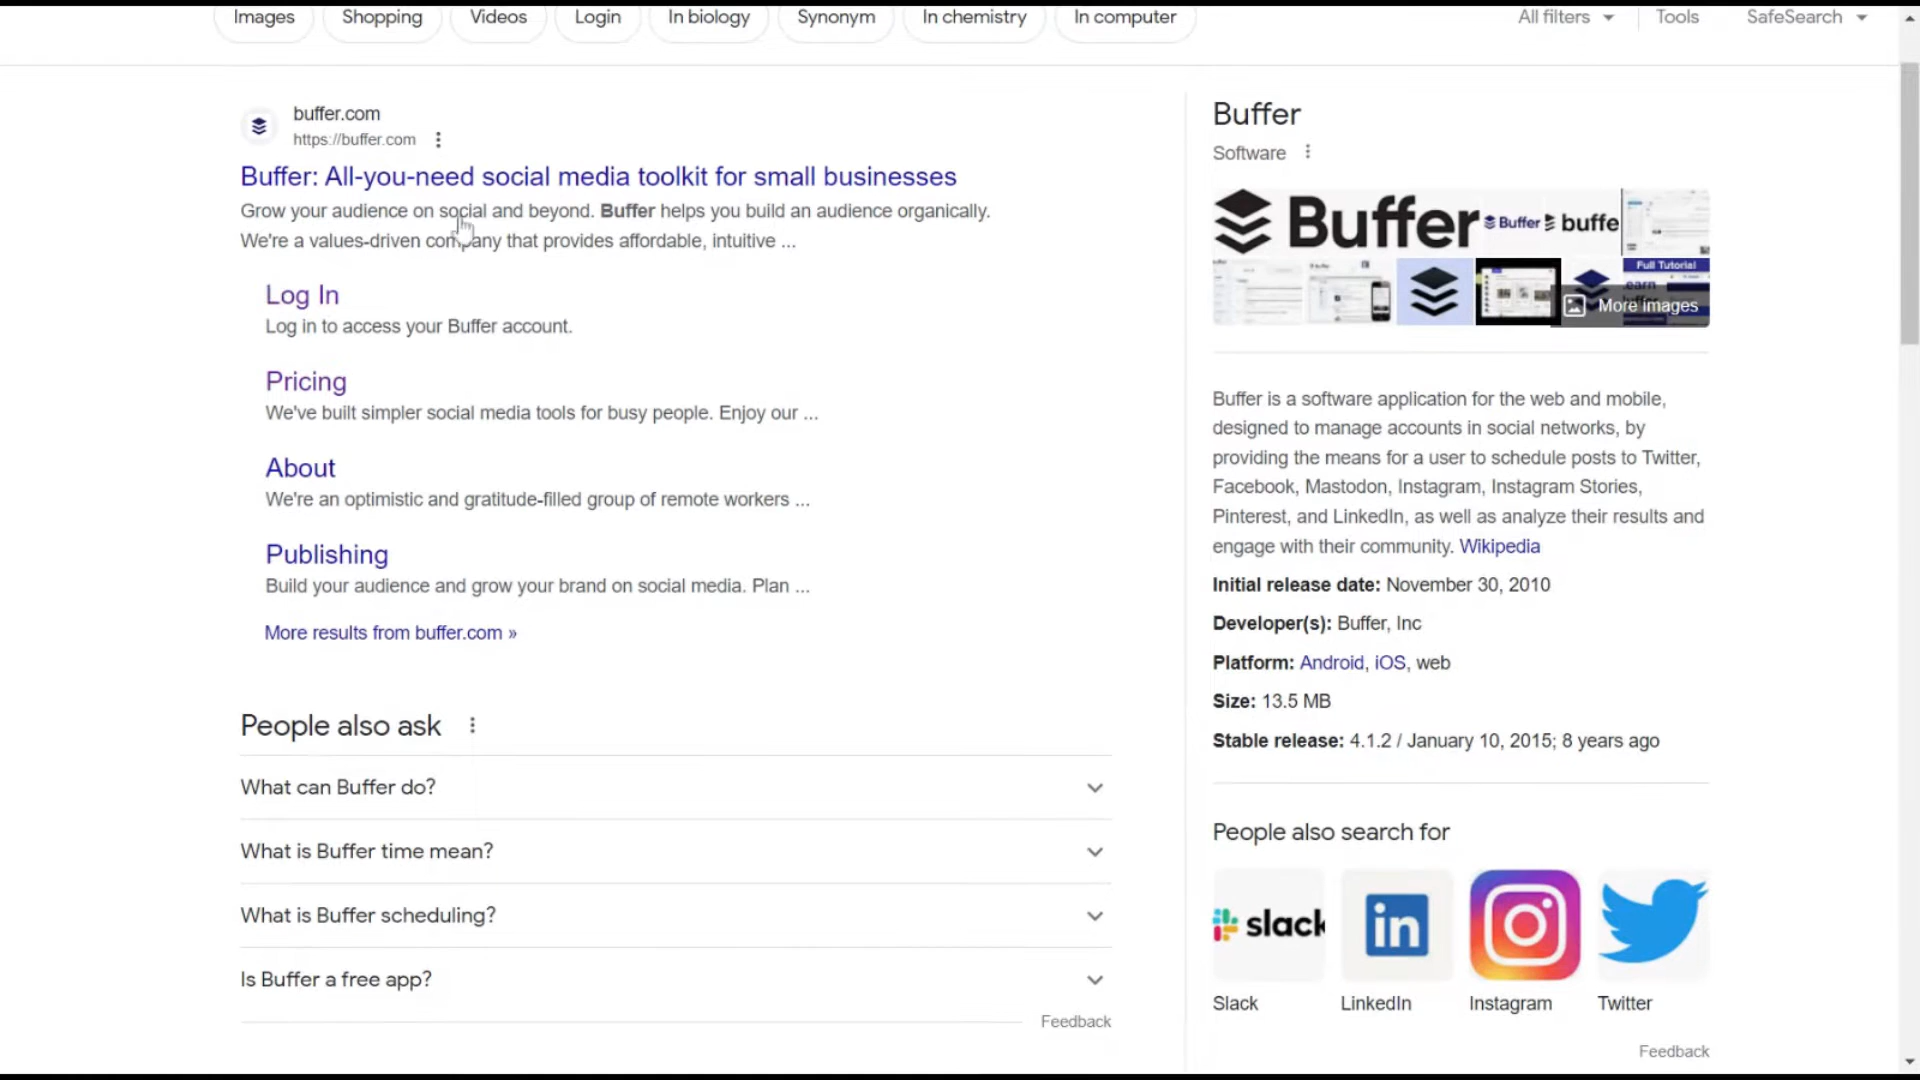 Images Shopping Videos Login In biology Synonym In chemistry In computer All filters Tools SafeSearch
buffer.com
https://buffer.com
Buffer: All-you-need social media toolkit for small businesses
Grow your audience on social and beyond. Buffer helps you build an audience organically.
We're a values-driven company that provides affordable, intuitive ...
Log In
Log in to access your Buffer account.
Pricing
We've built simpler social media tools for busy people. Enjoy our ...
About
We're an optimistic and gratitude-filled group of remote workers ...
Publishing
Build your audience and grow your brand on social media. Plan ...
More results from buffer.com »
People also ask
What can Buffer do?
What is Buffer time mean?
What is Buffer scheduling?
Is Buffer a free app?
Feedback
Buffer
Software
Buffer Buffer buffe
Full Tutorial
More images
Buffer is a software application for the web and mobile,
designed to manage accounts in social networks, by
providing the means for a user to schedule posts to Twitter,
Facebook, Mastodon, Instagram, Instagram Stories,
Pinterest, and LinkedIn, as well as analyze their results and
engage with their community. Wikipedia
Initial release date: November 30, 2010
Developer(s): Buffer, Inc
Platform: Android, iOS, web
Size: 13.5 MB
Stable release: 4.1.2 / January 10, 2015; 8 years ago
People also search for
slack in
Slack LinkedIn Instagram Twitter
Feedback